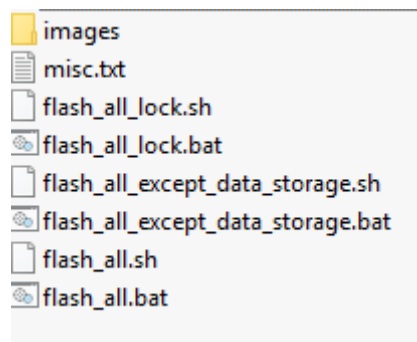 images
misc.txt
flash_all_lock.sh
flash_all_lock.bat
flash_all_except_data_storage.sh
flash_all_except_data_storage.bat
flash_all.sh
flash_all.bat